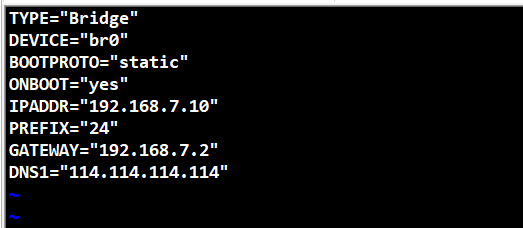 TYPE="Bridge"
DEVICE="br0"
BOOTPROTO="static"
ONBOOT="yes"
IPADDR="192.168.7.10"
PREFIX="24"
GATEWAY="192.168.7.2"
DNS1="114.114.114.114"
~
~